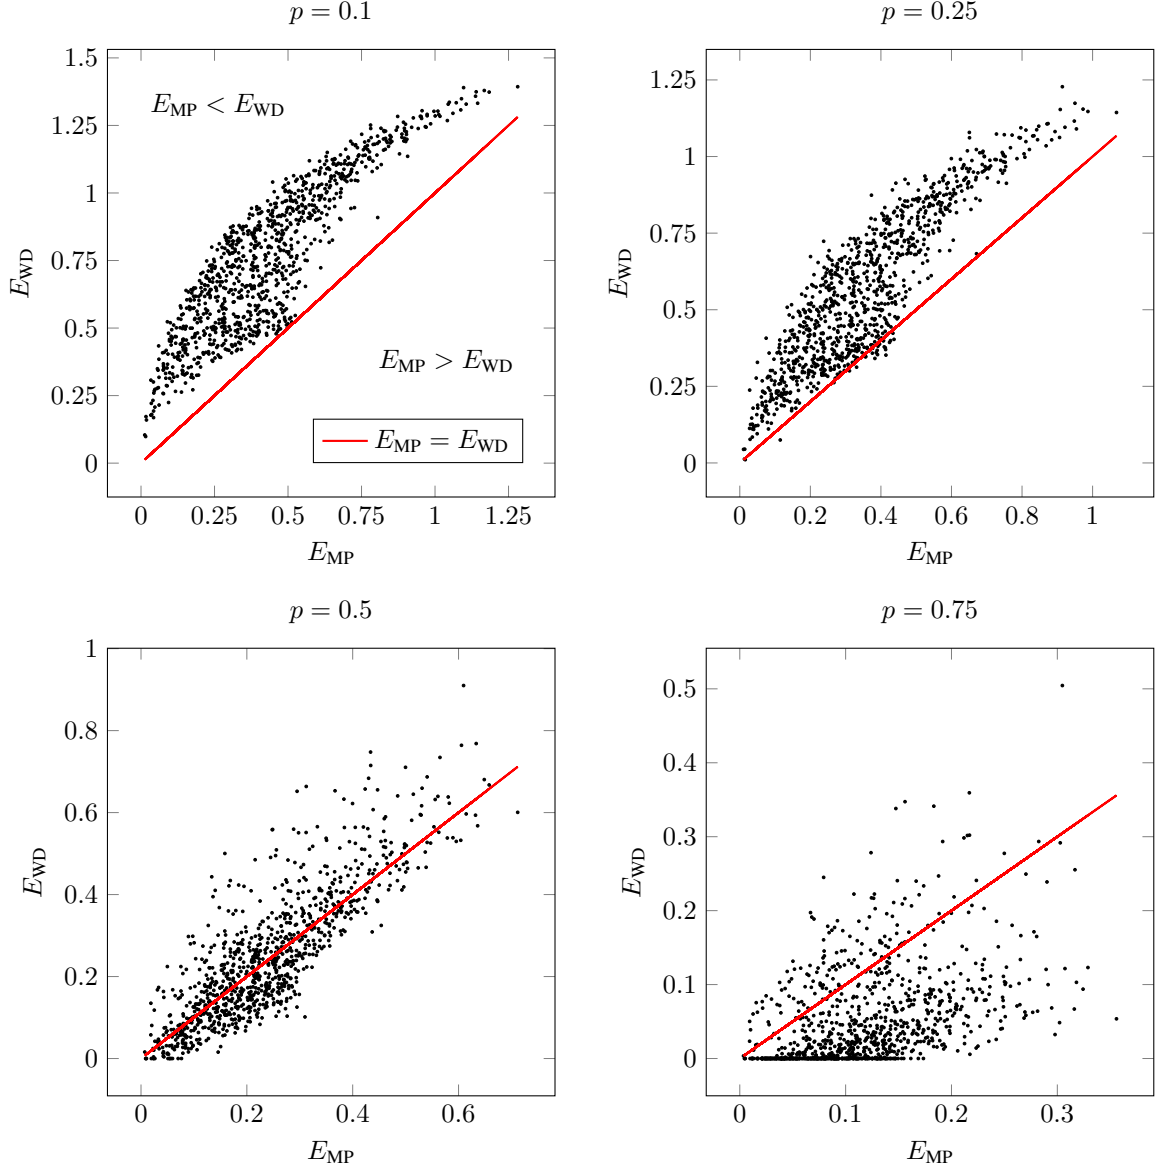 p = 0.1
1.5
1.25
1
0.75
0.5
0.25
0
E_WD
E_MP < E_WD
E_MP > E_WD
E_MP = E_WD
0 0.25 0.5 0.75 1 1.25
E_MP
p = 0.25
1.25
1
0.75
0.5
0.25
0
E_WD
0 0.2 0.4 0.6 0.8 1
E_MP
p = 0.5
1
0.8
0.6
0.4
0.2
0
E_WD
0 0.2 0.4 0.6
E_MP
p = 0.75
0.5
0.4
0.3
0.2
0.1
0
E_WD
0 0.1 0.2 0.3
E_MP